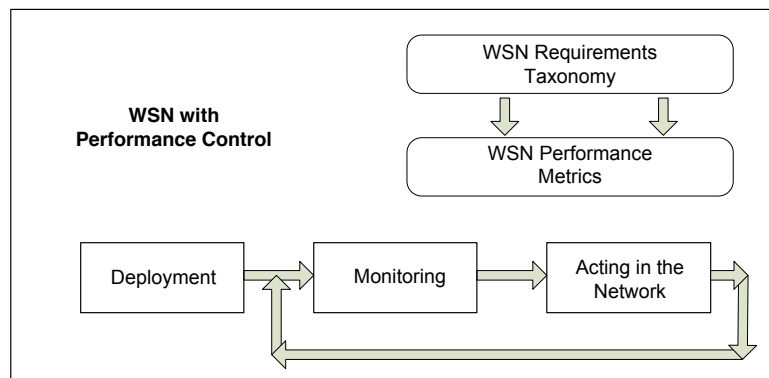 WSN Requirements
Taxonomy
WSN with
Performance Control
WSN Performance
Metrics
Deployment
Monitoring
Acting in the
Network